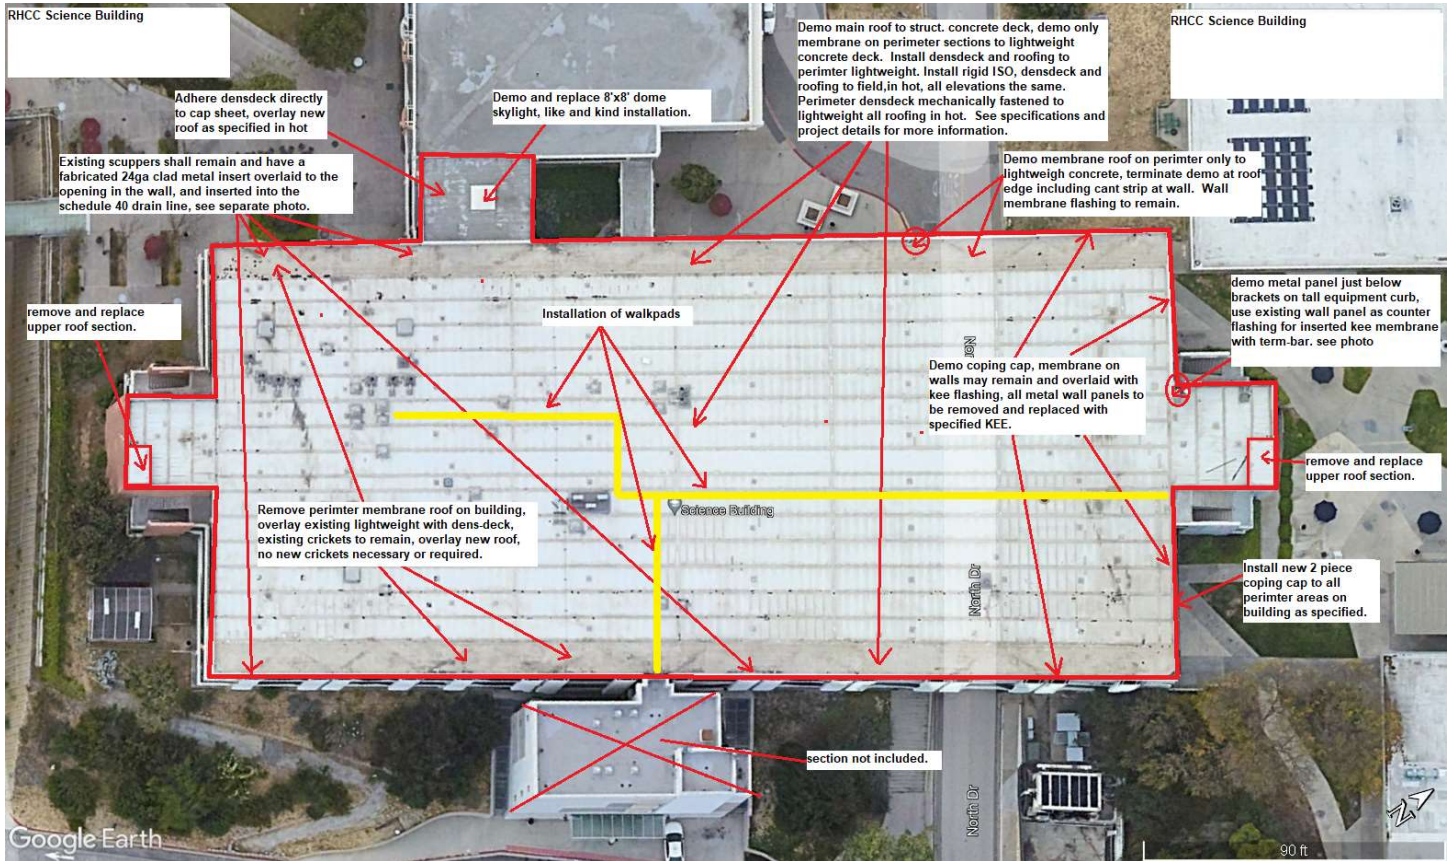 RHCC Science Building
RHCC Science Building
Demo main roof to struct. concrete deck, demo only
membrane on perimeter sections to lightweight
concrete deck.  Install densdeck and roofing to
perimter lightweight. Install rigid ISO, densdeck and
roofing to field,in hot, all elevations the same.
Perimeter densdeck mechanically fastened to
lightweight all roofing in hot.  See specifications and
project details for more information.
Adhere densdeck directly
to cap sheet, overlay new
roof as specified in hot
Demo and replace 8'x8' dome
skylight, like and kind installation.
Existing scuppers shall remain and have a
fabricated 24ga clad metal insert overlaid to the
opening in the wall, and inserted into the
schedule 40 drain line, see separate photo.
Demo membrane roof on perimter only to
lightweigh concrete, terminate demo at roof
edge including cant strip at wall.  Wall
membrane flashing to remain.
demo metal panel just below
brackets on tall equipment curb,
use existing wall panel as counter
flashing for inserted kee membrane
with term-bar. see photo
remove and replace
upper roof section.
Installation of walkpads
Demo coping cap, membrane on
walls may remain and overlaid with
kee flashing, all metal wall panels to
be removed and replaced with
specified KEE.
remove and replace
upper roof section.
Remove perimter membrane roof on building,
overlay existing lightweight with dens-deck,
existing crickets to remain, overlay new roof,
no new crickets necessary or required.
Science Building
North Dr
Install new 2 piece
coping cap to all
perimter areas on
building as specified.
section not included.
North Dr
Google Earth
N
90 ft